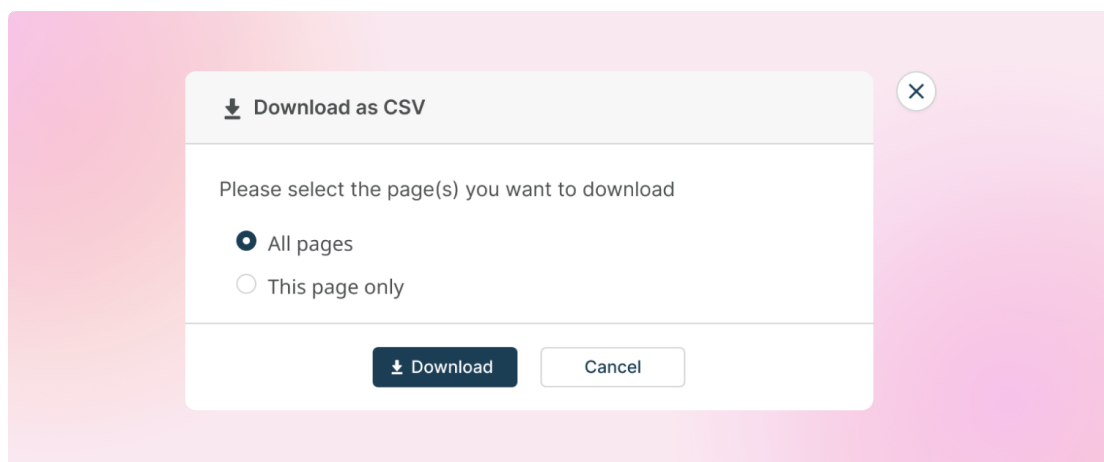 Download as CSV
Please select the page(s) you want to download
All pages
This page only
Download
Cancel